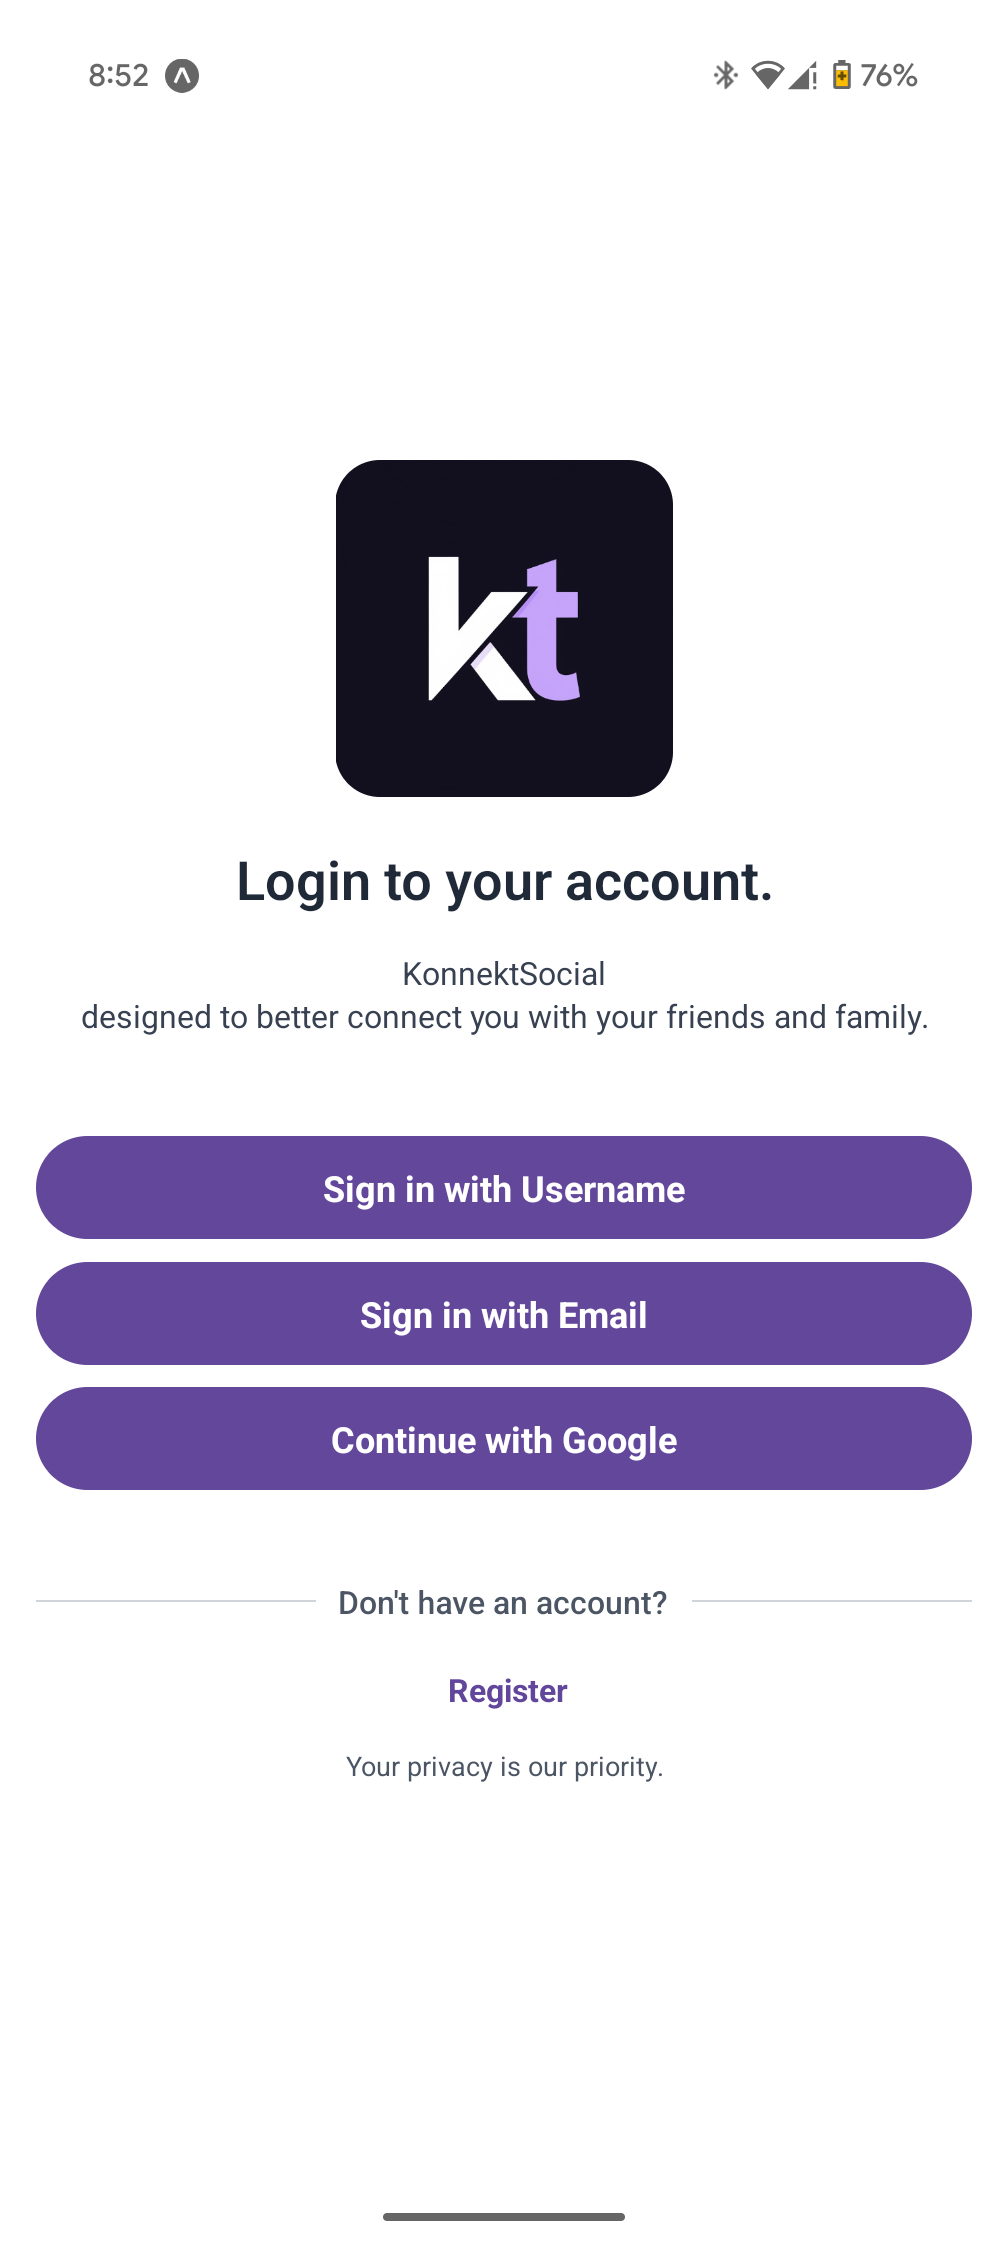 8:52 76%
kt
Login to your account.
KonnektSocial
designed to better connect you with your friends and family.
Sign in with Username
Sign in with Email
Continue with Google
Don't have an account?
Register
Your privacy is our priority.